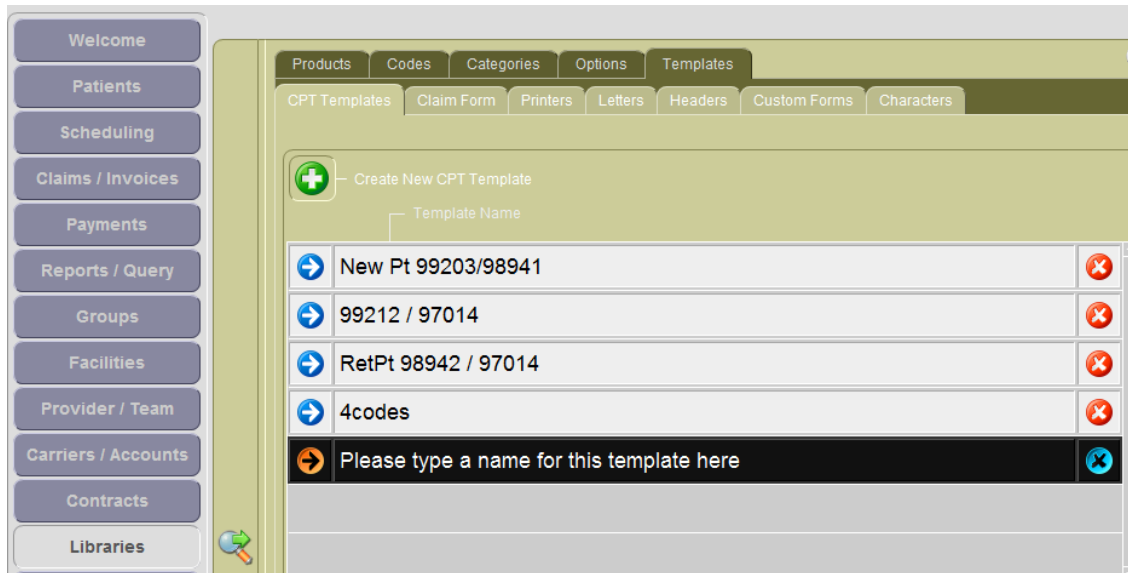 Welcome
Patients
Scheduling
Claims / Invoices
Payments
Reports / Query
Groups
Facilities
Provider / Team
Carriers / Accounts
Contracts
Libraries
Products Codes Categories Options Templates
CPT Templates Claim Form Printers Letters Headers Custom Forms Characters
Create New CPT Template
Template Name
New Pt 99203/98941
99212 / 97014
RetPt 98942 / 97014
4codes
Please type a name for this template here